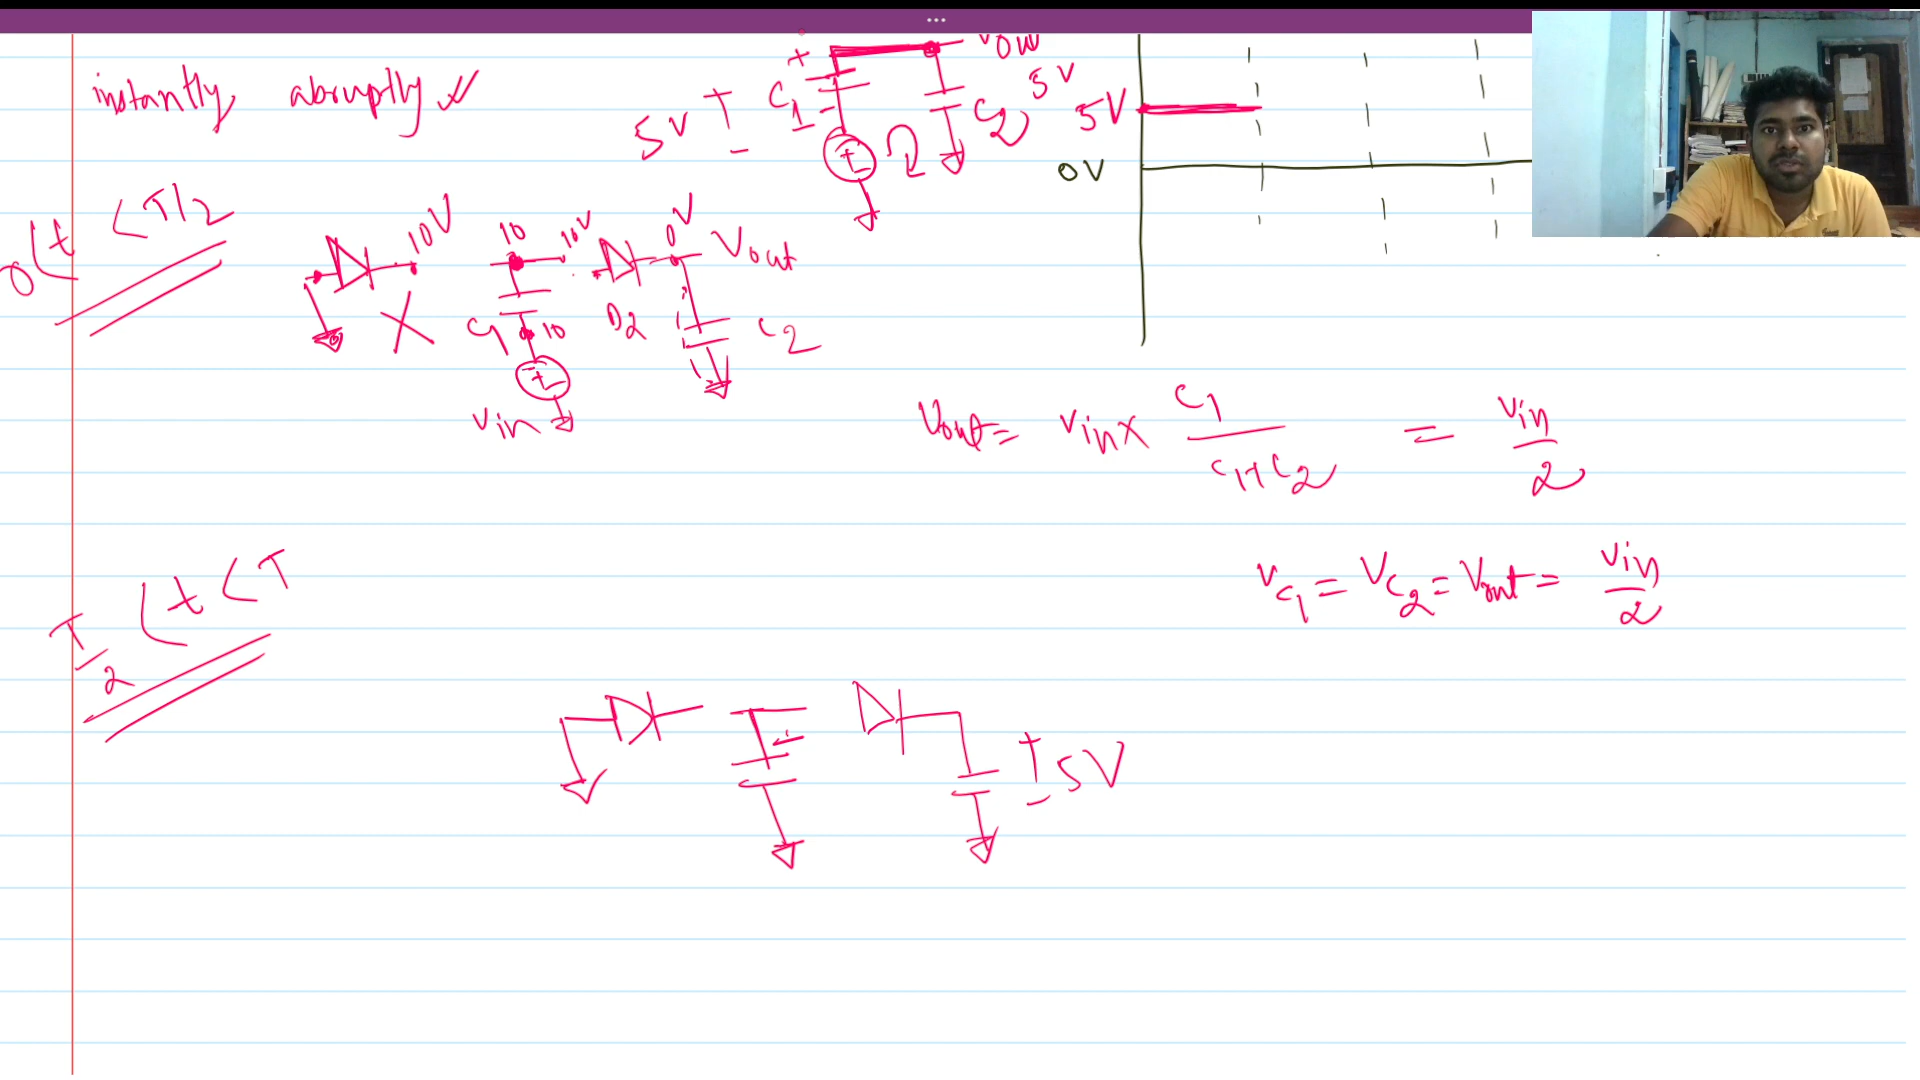 instantly, abruptly
+ Vout
5V + - C1 C2 5V
5V
0V
0<t <T/2
10V 10 10V 0V Vout
C1 10 D2 C2
+ -
Vin
Vout = Vin x C1 / C1+C2 = Vin / 2
T/2 <t <T
VC1 = VC2 = Vout = Vin / 2
+ - 5V